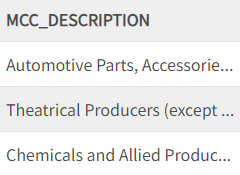 MCC_DESCRIPTION
Automotive Parts, Accessorie...
Theatrical Producers (except ...
Chemicals and Allied Produc...